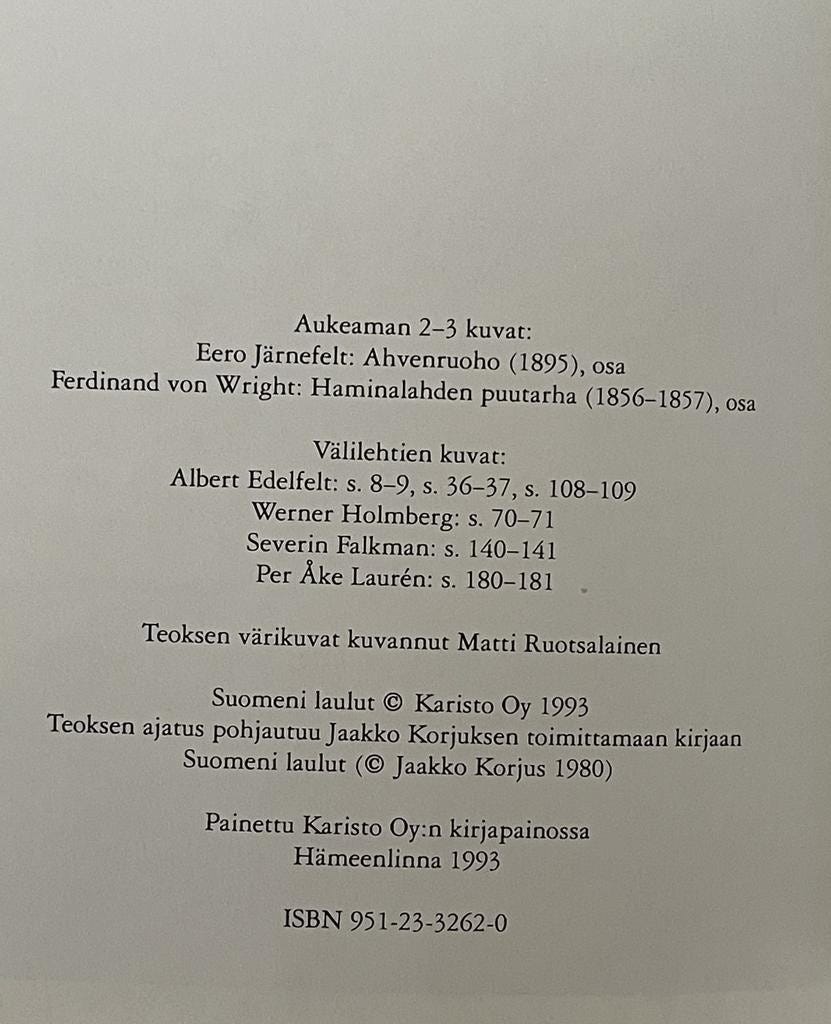 Aukeaman 2–3 kuvat:
Eero Järnefelt: Ahvenruoho (1895), osa
Ferdinand von Wright: Haminalahden puutarha (1856–1857), osa
Välilehtien kuvat:
Albert Edelfelt: s. 8–9, s. 36–37, s. 108–109
Werner Holmberg: s. 70–71
Severin Falkman: s. 140–141
Per Åke Laurén: s. 180–181
Teoksen värikuvat kuvannut Matti Ruotsalainen
Suomeni laulut © Karisto Oy 1993
Teoksen ajatus pohjautuu Jaakko Korjuksen toimittamaan kirjaan
Suomeni laulut (© Jaakko Korjus 1980)
Painettu Karisto Oy:n kirjapainossa
Hämeenlinna 1993
ISBN 951-23-3262-0